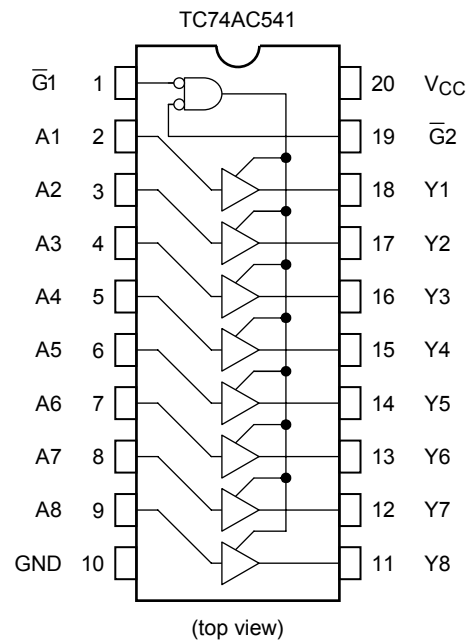 TC74AC541
G̅1 1 20 VCC
A1 2 19 G̅2
A2 3 18 Y1
A3 4 17 Y2
A4 5 16 Y3
A5 6 15 Y4
A6 7 14 Y5
A7 8 13 Y6
A8 9 12 Y7
GND 10 11 Y8
(top view)